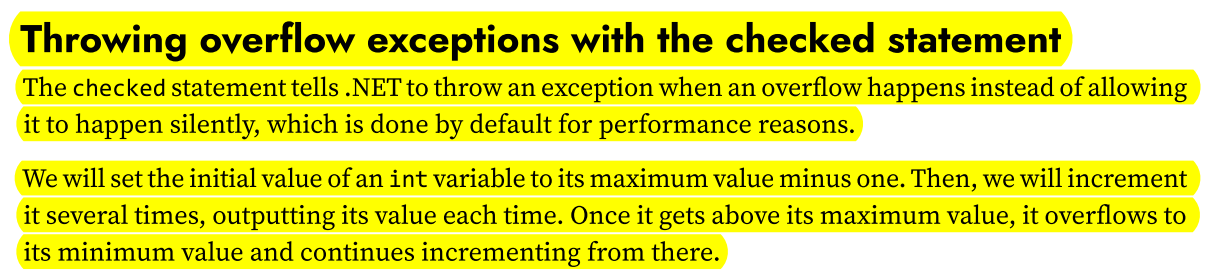 Throwing overflow exceptions with the checked statement
The checked statement tells .NET to throw an exception when an overflow happens instead of allowing
it to happen silently, which is done by default for performance reasons.
We will set the initial value of an int variable to its maximum value minus one. Then, we will increment
it several times, outputting its value each time. Once it gets above its maximum value, it overflows to
its minimum value and continues incrementing from there.